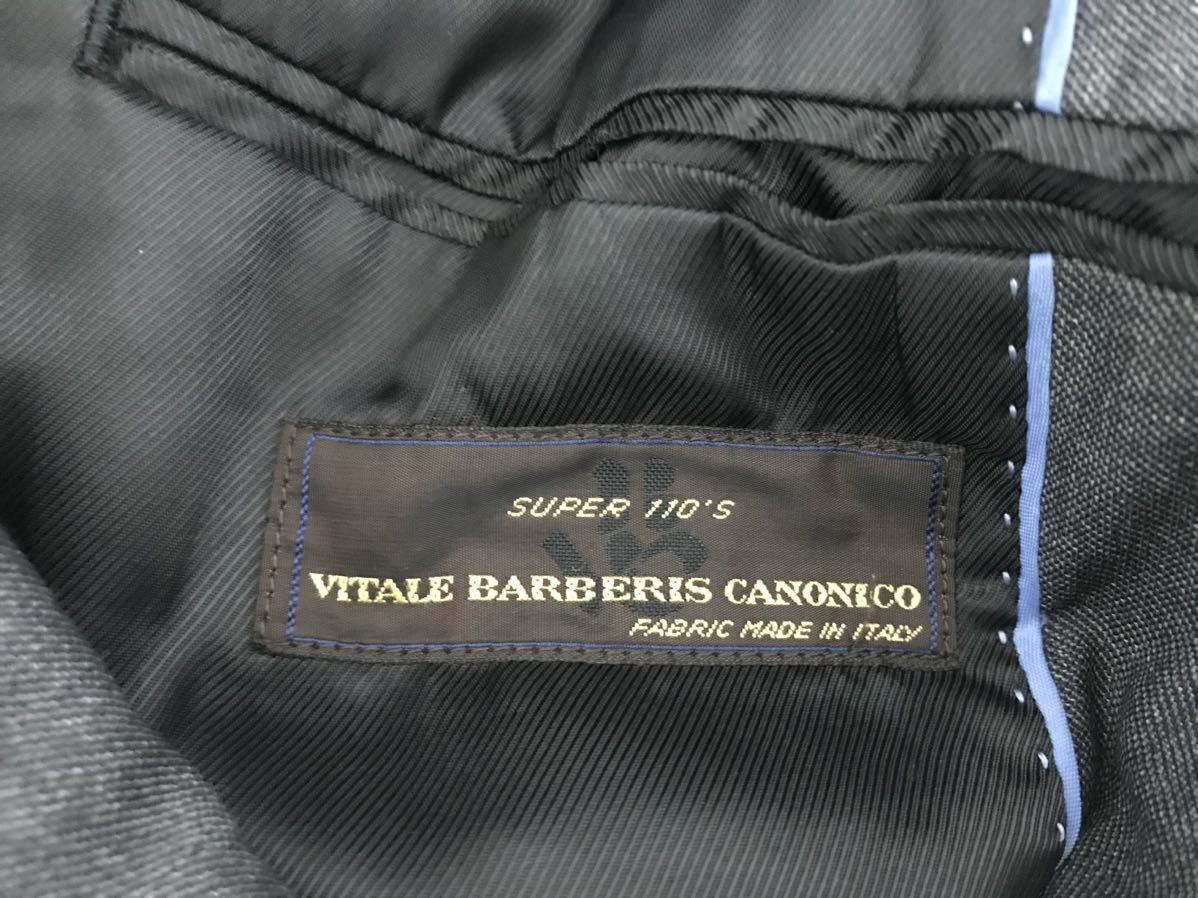 SUPER 110'S
VITALE BARBERIS CANONICO
FABRIC MADE IN ITALY